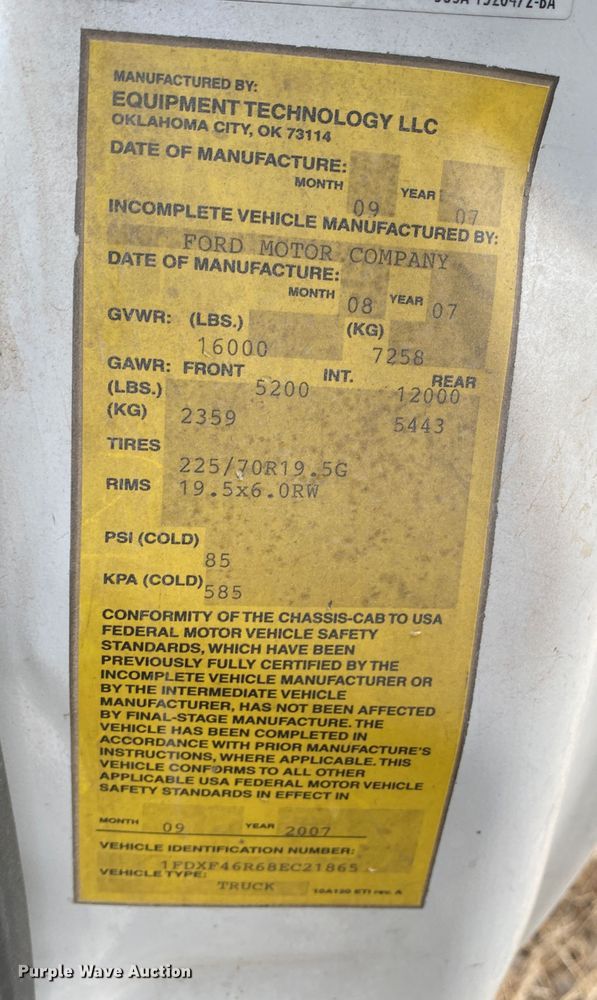 MANUFACTURED BY:
EQUIPMENT TECHNOLOGY LLC
OKLAHOMA CITY, OK 73114
DATE OF MANUFACTURE:
MONTH 09 YEAR 07
INCOMPLETE VEHICLE MANUFACTURED BY:
FORD MOTOR COMPANY
DATE OF MANUFACTURE:
MONTH 08 YEAR 07
GVWR: (LBS.) (KG)
16000 7258
GAWR: FRONT INT. REAR
(LBS.) 5200 12000
(KG) 2359 5443
TIRES
225/70R19.5G
RIMS 19.5x6.0RW
PSI (COLD)
85
KPA (COLD)
585
CONFORMITY OF THE CHASSIS-CAB TO USA
FEDERAL MOTOR VEHICLE SAFETY
STANDARDS, WHICH HAVE BEEN
PREVIOUSLY FULLY CERTIFIED BY THE
INCOMPLETE VEHICLE MANUFACTURER OR
BY THE INTERMEDIATE VEHICLE
MANUFACTURER, HAS NOT BEEN AFFECTED
BY FINAL-STAGE MANUFACTURE. THE
VEHICLE HAS BEEN COMPLETED IN
ACCORDANCE WITH PRIOR MANUFACTURE'S
INSTRUCTIONS, WHERE APPLICABLE. THIS
VEHICLE CONFORMS TO ALL OTHER
APPLICABLE USA FEDERAL MOTOR VEHICLE
SAFETY STANDARDS IN EFFECT IN
MONTH 09 YEAR 2007
VEHICLE IDENTIFICATION NUMBER:
1FDXF46R68EC21865
VEHICLE TYPE:
TRUCK 10A120 ETI rev. A
Purple Wave Auction